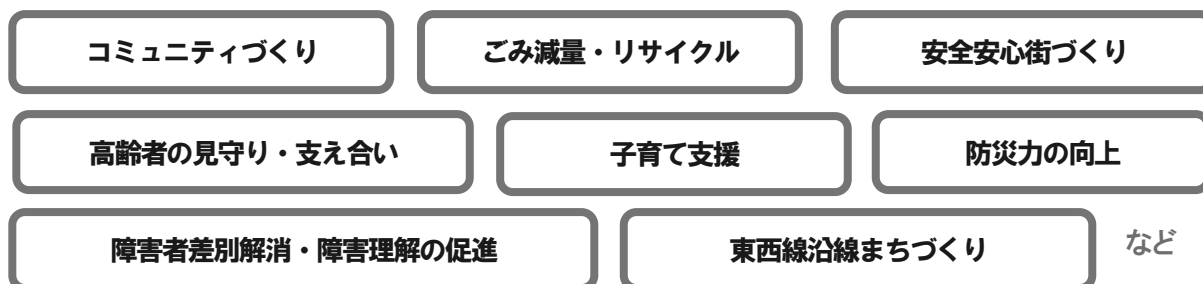 コミュニティづくり
ごみ減量・リサイクル
安全安心街づくり
高齢者の見守り・支え合い
子育て支援
防災力の向上
障害者差別解消・障害理解の促進
東西線沿線まちづくり
など